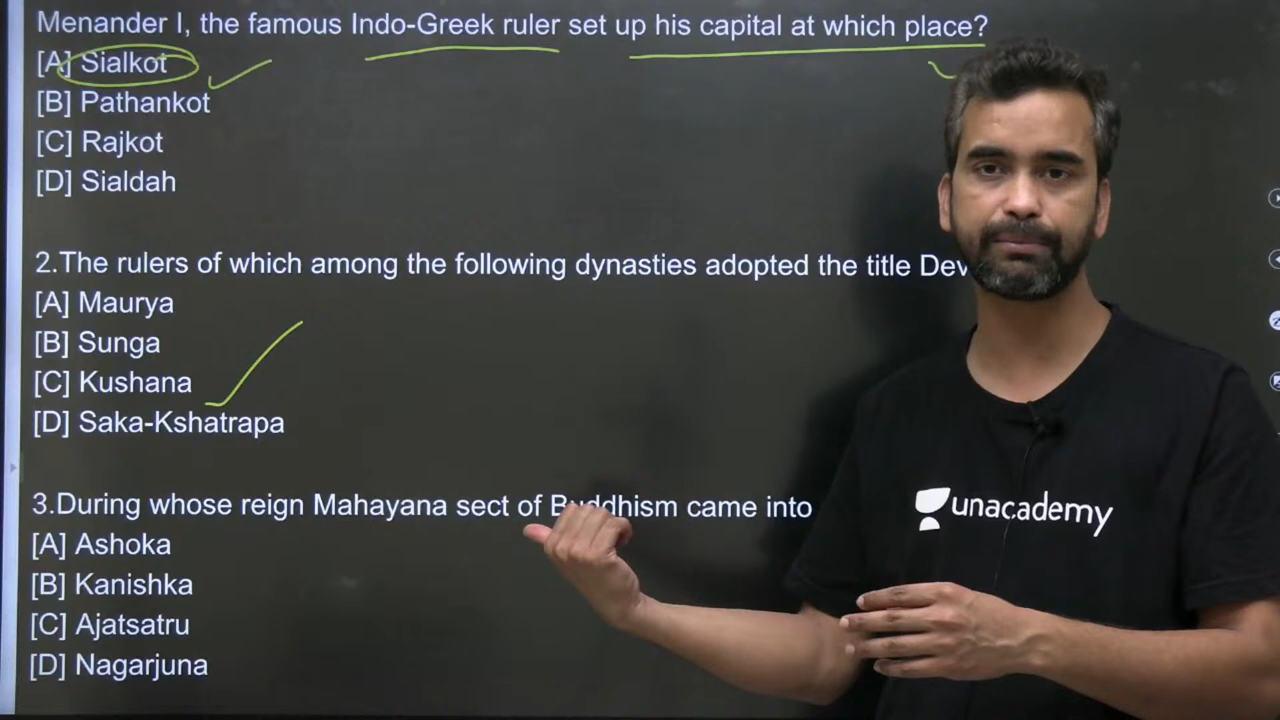 Menander I, the famous Indo-Greek ruler set up his capital at which place?
[A] Sialkot
[B] Pathankot
[C] Rajkot
[D] Sialdah
2.The rulers of which among the following dynasties adopted the title
[A] Maurya
[B] Sunga
[C] Kushana
[D] Saka-Kshatrapa
3.During whose reign Mahayana sect of Buddhism came into
[A] Ashoka
[B] Kanishka
[C] Ajatsatru
[D] Nagarjuna
unacademy